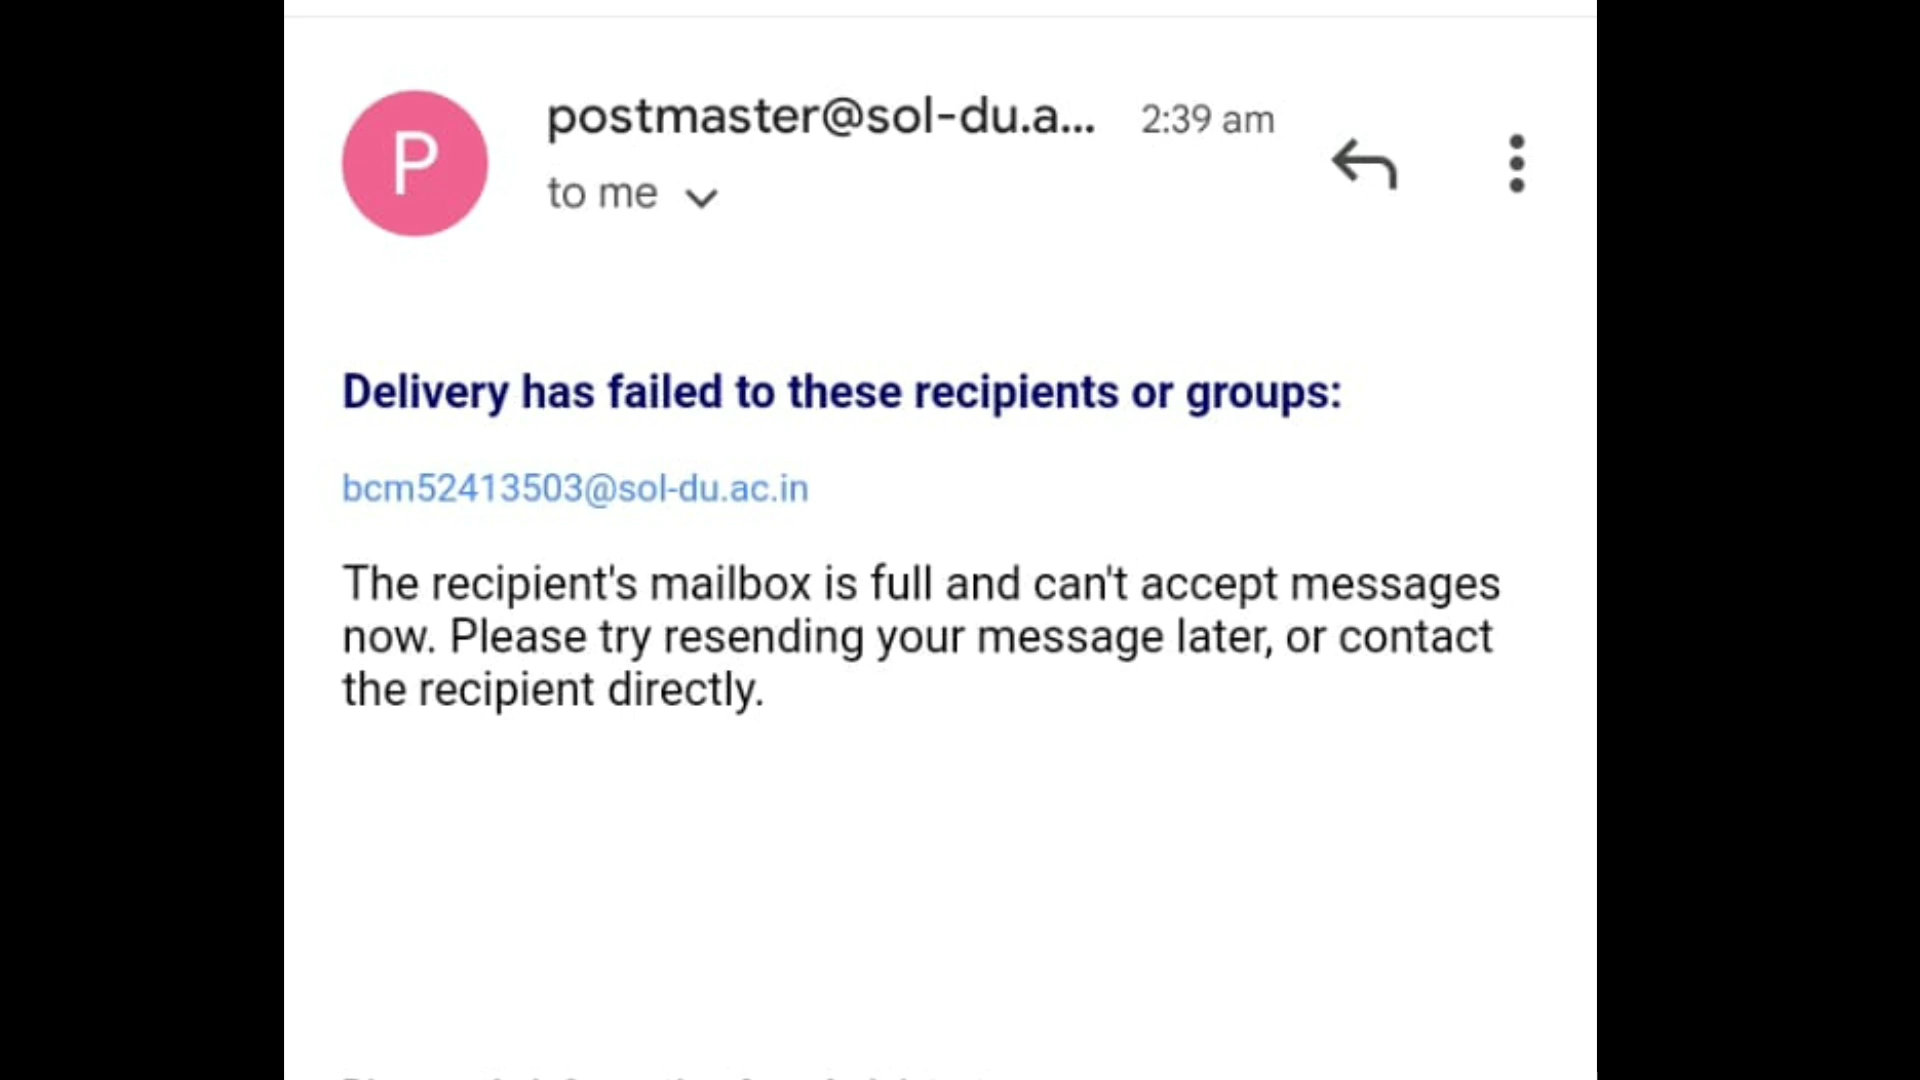 P
postmaster@sol-du.a... 2:39 am
to me
Delivery has failed to these recipients or groups:
bcm52413503@sol-du.ac.in
The recipient's mailbox is full and can't accept messages
now. Please try resending your message later, or contact
the recipient directly.